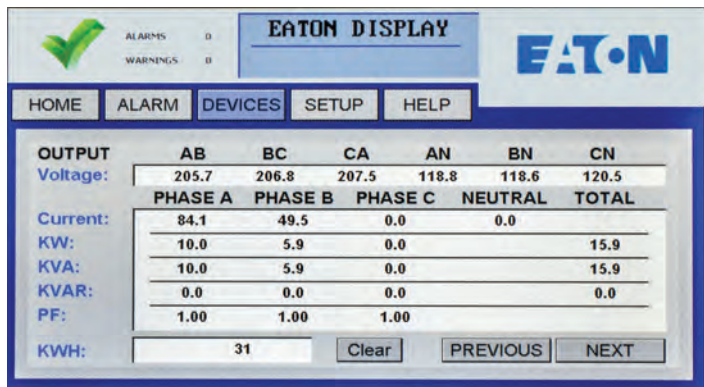 ALARMS 0
WARNINGS 0
EATON DISPLAY
EATON
HOME ALARM DEVICES SETUP HELP
OUTPUT AB BC CA AN BN CN
Voltage: 205.7 206.8 207.5 118.8 118.6 120.5
PHASE A PHASE B PHASE C NEUTRAL TOTAL
Current: 84.1 49.5 0.0 0.0
KW: 10.0 5.9 0.0 15.9
KVA: 10.0 5.9 0.0 15.9
KVAR: 0.0 0.0 0.0 0.0
PF: 1.00 1.00 1.00
KWH: 31 Clear PREVIOUS NEXT